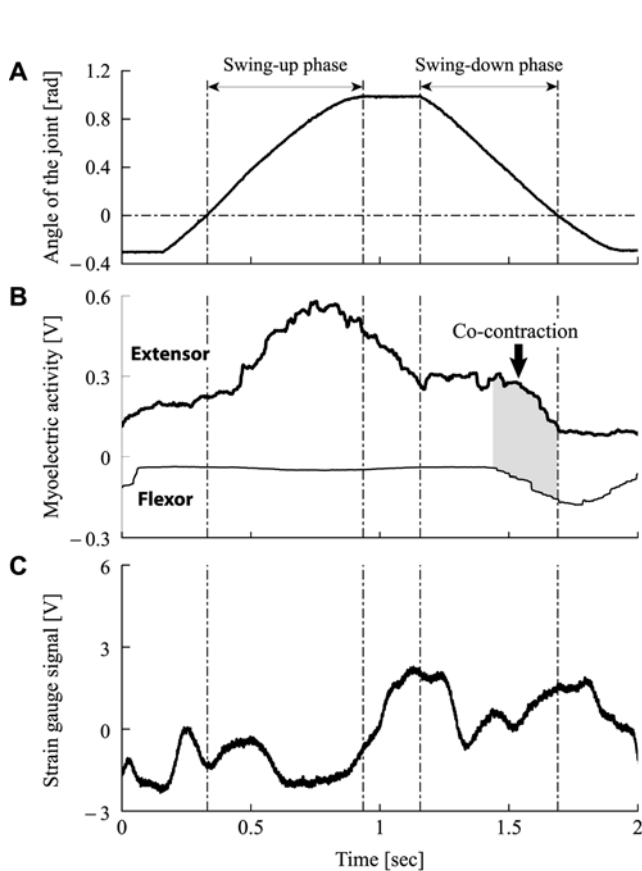 A
Swing-up phase
Swing-down phase
Angle of the joint [rad]
1.2
0.8
0.4
0
– 0.4
B
Myoelectric activity [V]
0.6
0.3
0
– 0.3
Extensor
Co-contraction
Flexor
C
Strain gauge signal [V]
6
3
0
– 3
0
0.5
1
1.5
2
Time [sec]